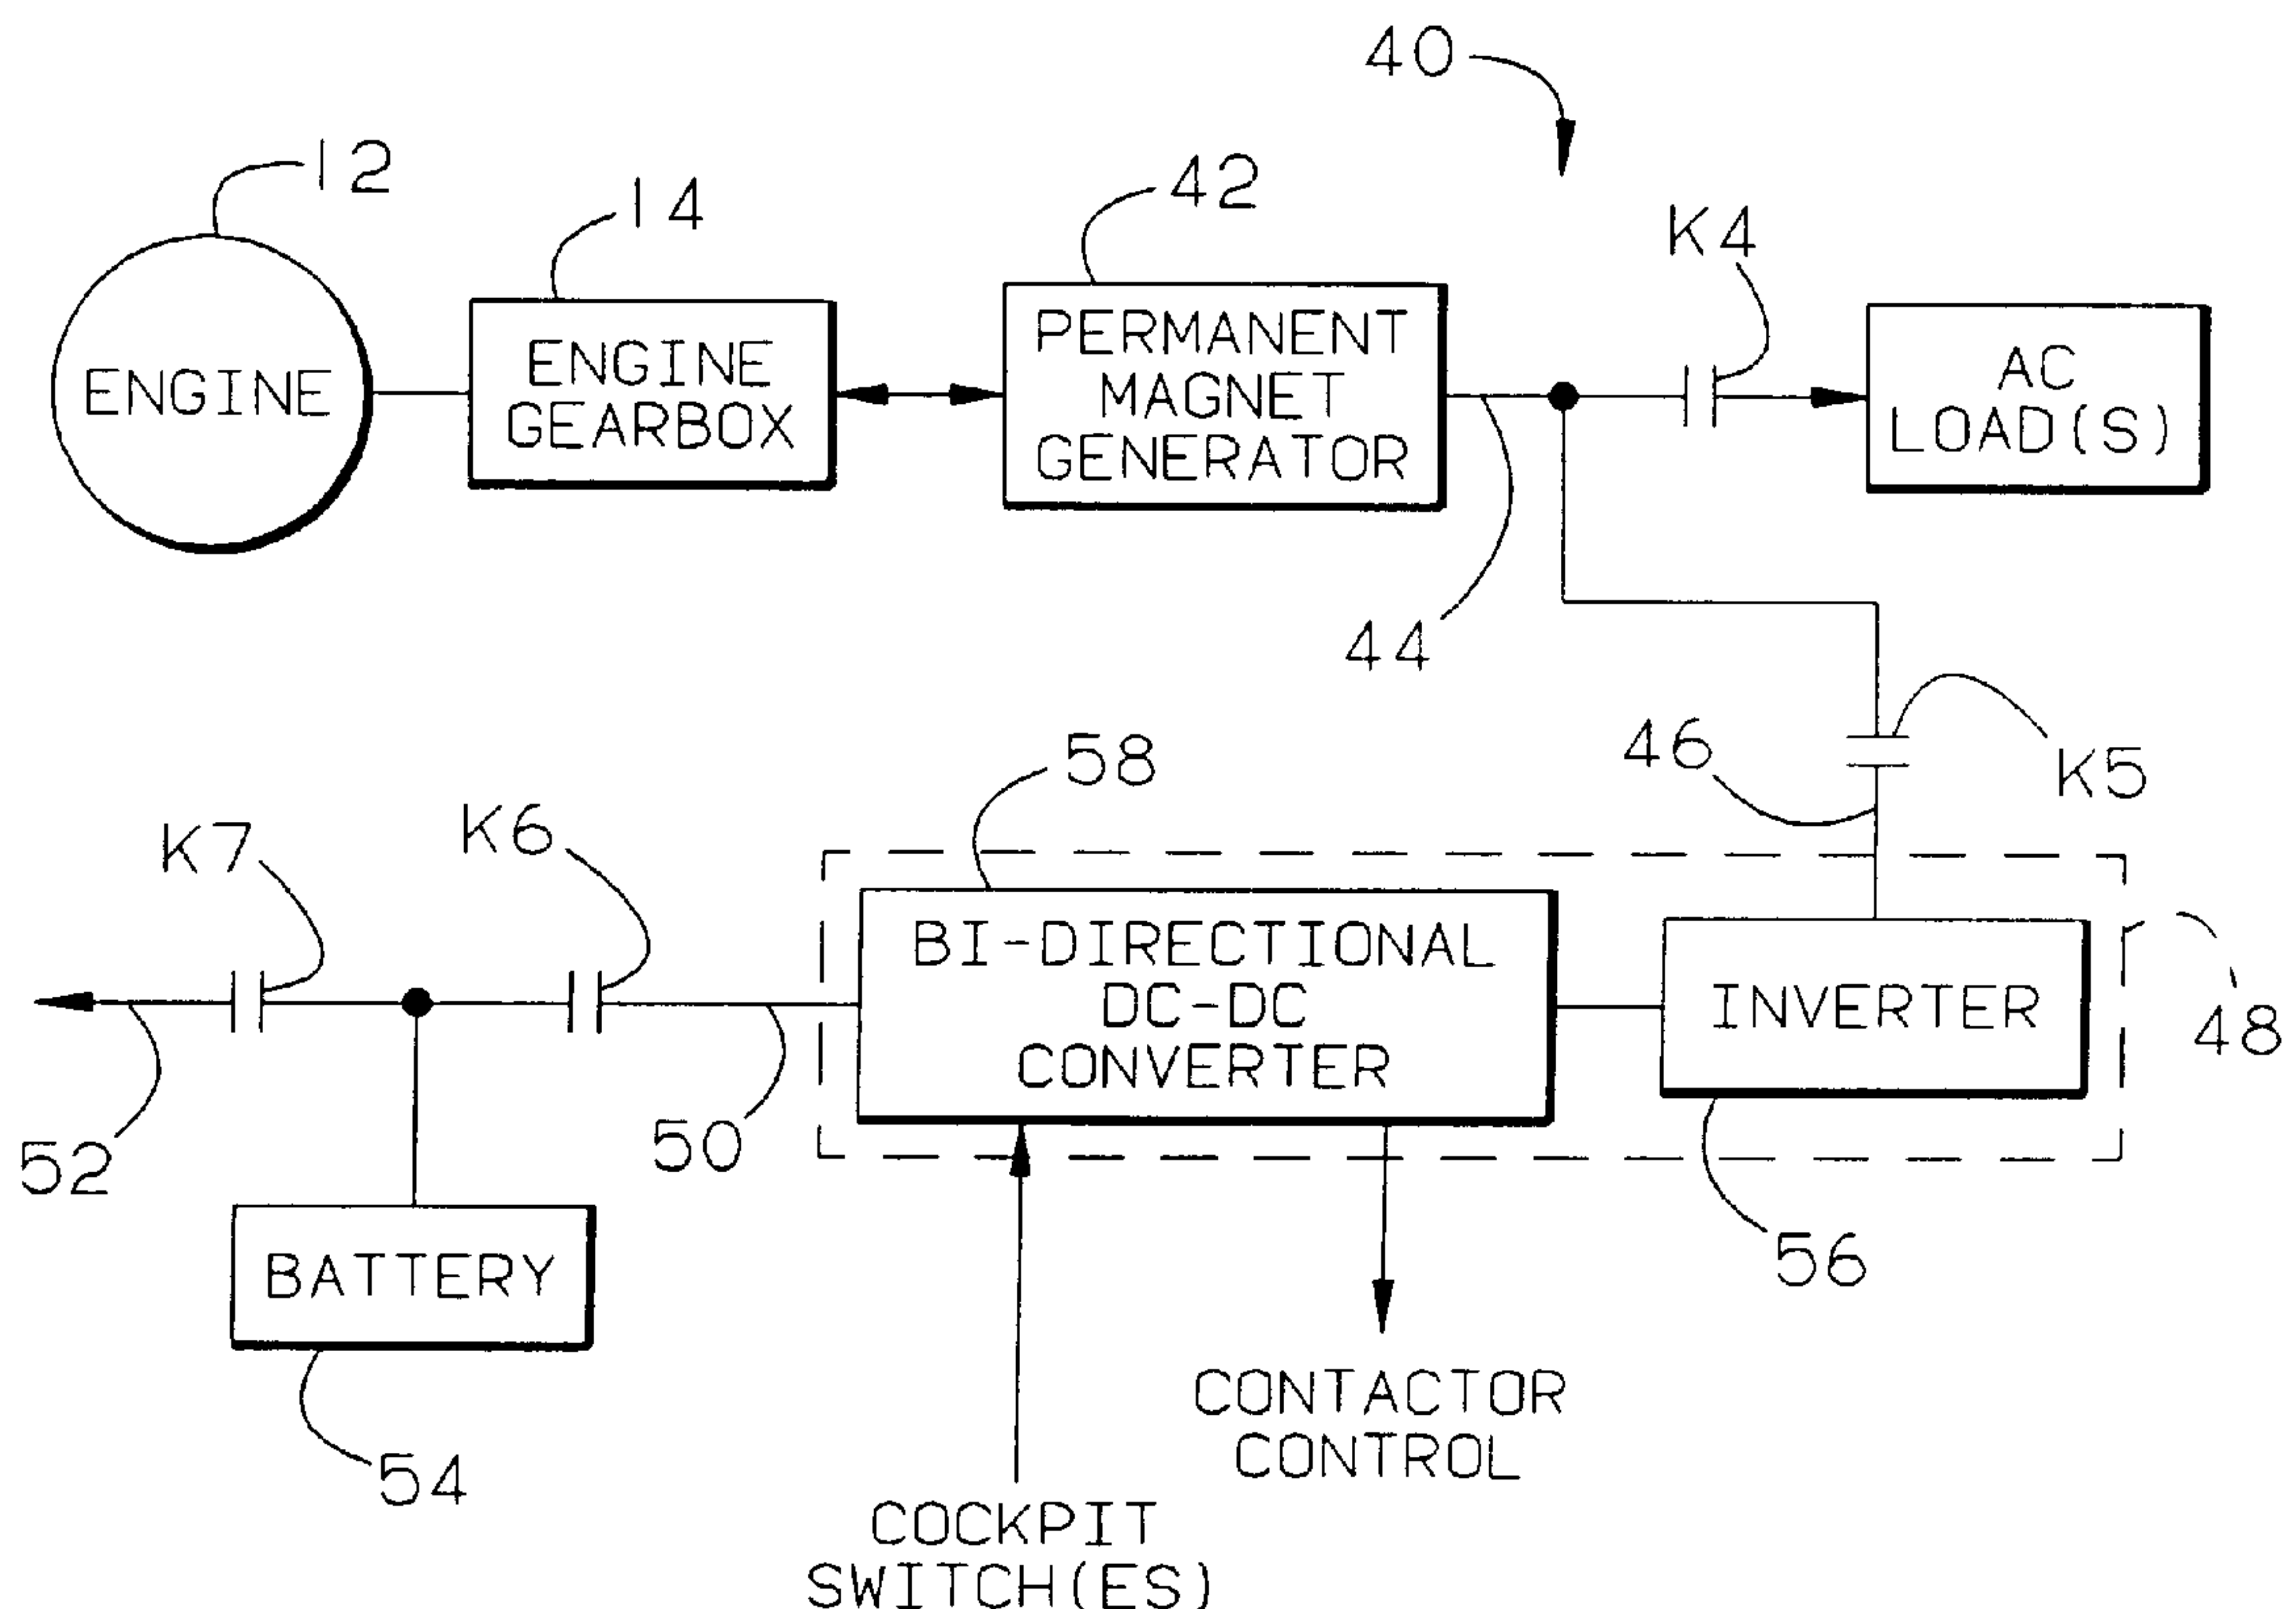 40
12
14
42
K4
ENGINE
ENGINE
GEARBOX
PERMANENT
MAGNET
GENERATOR
AC
LOAD(S)
44
46
K5
58
K7
K6
BI-DIRECTIONAL
DC-DC
CONVERTER
INVERTER
48
52
50
56
BATTERY
54
CONTACTOR
CONTROL
COCKPIT
SWITCH(ES)